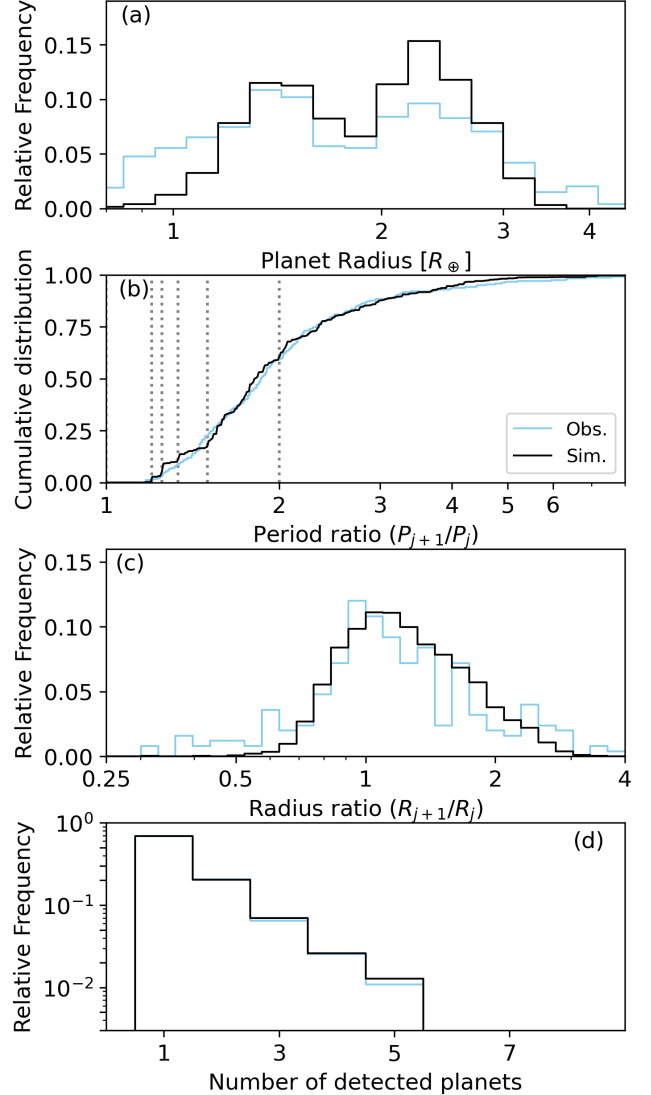 (a)
Relative Frequency
0.15
0.10
0.05
0.00
1
2
3
4
Planet Radius [R⊕]
(b)
Cumulative distribution
1.00
0.75
0.50
0.25
0.00
Obs.
Sim.
1
2
3
4
5
6
Period ratio (Pj+1/Pj)
(c)
Relative Frequency
0.15
0.10
0.05
0.00
0.25
0.5
1
2
4
Radius ratio (Rj+1/Rj)
(d)
Relative Frequency
10⁰
10⁻¹
10⁻²
1
3
5
7
Number of detected planets